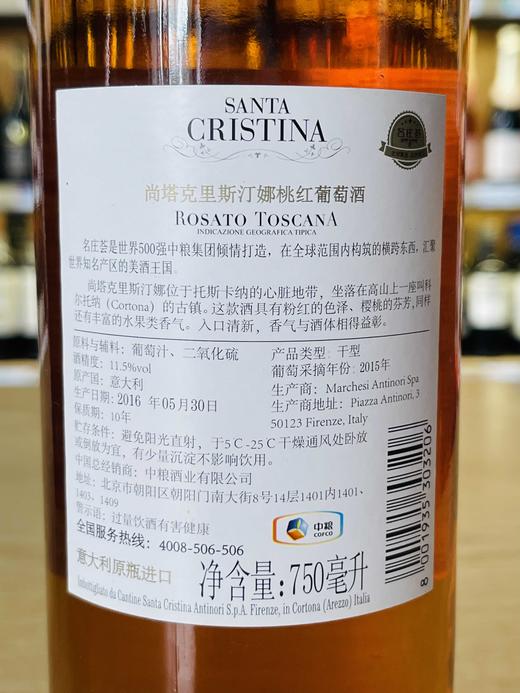 SANTA
CRISTINA
名庄荟
尚塔克里斯汀娜桃红葡萄酒
ROSATO TOSCANA
INDICAZIONE GEOGRAFICA TIPICA
名庄荟是世界500强中粮集团倾情打造，在全球范围内构筑的横跨东西，汇聚
世界知名产区的美酒王国。
尚塔克里斯汀娜位于托斯卡纳的心脏地带，坐落在高山上一座叫科
尔托纳（Cortona）的古镇。这款酒具有粉红的色泽、樱桃的芬芳，同样
还有丰富的水果类香气。入口清新，香气与酒体相得益彰。
原料与辅料：葡萄汁、二氧化硫
酒精度：11.5%vol
原产国：意大利
生产日期：2016 年05月30日
保质期：10年
产品类型：干型
葡萄采摘年份：2015年
生产商：Marchesi Antinori Spa
生产商地址：Piazza Antinori, 3
50123 Firenze, Italy
贮存条件：避免阳光直射，于5℃-25℃干燥通风处卧放
或倒放为宜，有少量沉淀不影响饮用。
中国总经销商：中粮酒业有限公司
地址：北京市朝阳区朝阳门南大街8号14层1401内1401、
1403、1409
警示语：过量饮酒有害健康
全国服务热线：4008-506-506
中粮
COFCO
意大利原瓶进口
净含量:750毫升
Imbottigliato da Cantine Santa Cristina Antinori S.p.A. Firenze, in Cortona (Arezzo) Italia
8 001935 303206